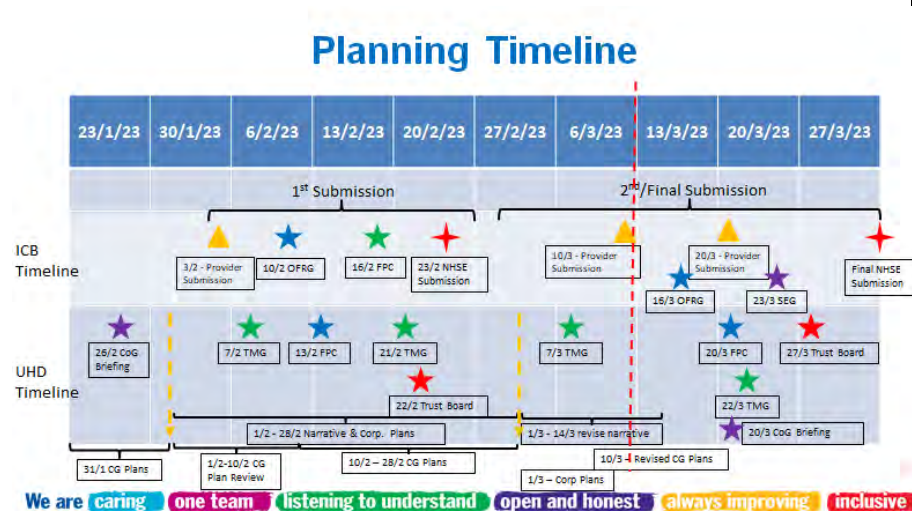 Planning Timeline
23/1/23 30/1/23 6/2/23 13/2/23 20/2/23 27/2/23 6/3/23 13/3/23 20/3/23 27/3/23
1st Submission
2nd/Final Submission
ICB
Timeline
3/2 - Provider
Submission
10/2 OFRG
16/2 FPC
23/2 NHSE
Submission
10/3 - Provider
Submission
20/3 - Provider
Submission
Final NHSE
Submission
16/3 OFRG
23/3 SEG
UHD
Timeline
26/2 CoG
Briefing
7/2 TMG
13/2 FPC
21/2 TMG
7/3 TMG
20/3 FPC
27/3 Trust Board
22/2 Trust Board
22/3 TMG
1/2 - 28/2 Narrative & Corp. Plans
1/3 - 14/3 revise narrative
20/3 CoG Briefing
31/1 CG Plans
1/2-10/2 CG
Plan Review
10/2 – 28/2 CG Plans
10/3 – Revised CG Plans
1/3 – Corp Plans
We are caring one team listening to understand open and honest always improving inclusive